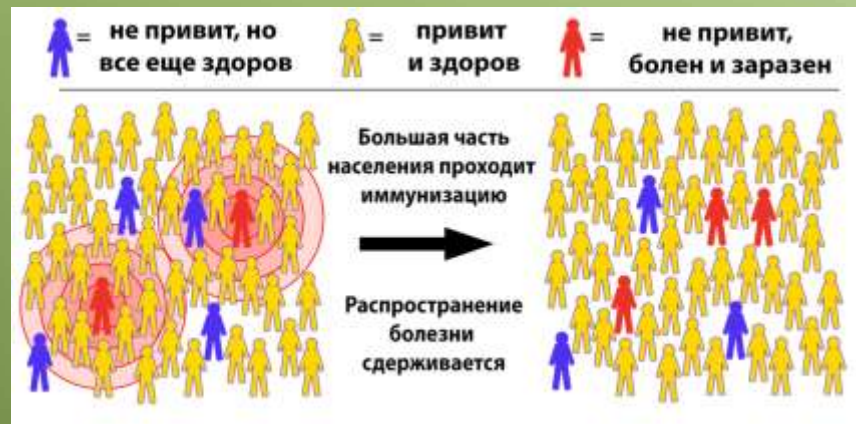 = не привит, но
все еще здоров
= привит
и здоров
= не привит,
болен и заразен
Большая часть
населения проходит
иммунизацию
Распространение
болезни
сдерживается